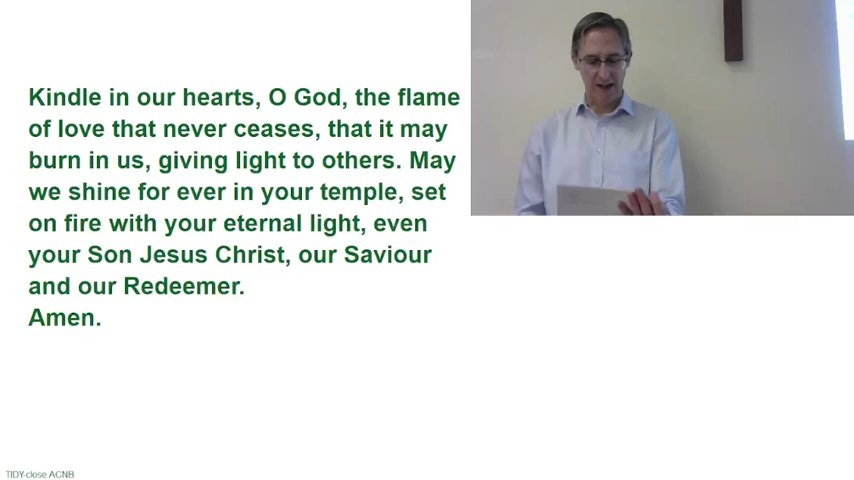 Kindle in our hearts, O God, the flame
of love that never ceases, that it may
burn in us, giving light to others. May
we shine for ever in your temple, set
on fire with your eternal light, even
your Son Jesus Christ, our Saviour
and our Redeemer.
Amen.
TIDY-close ACNB